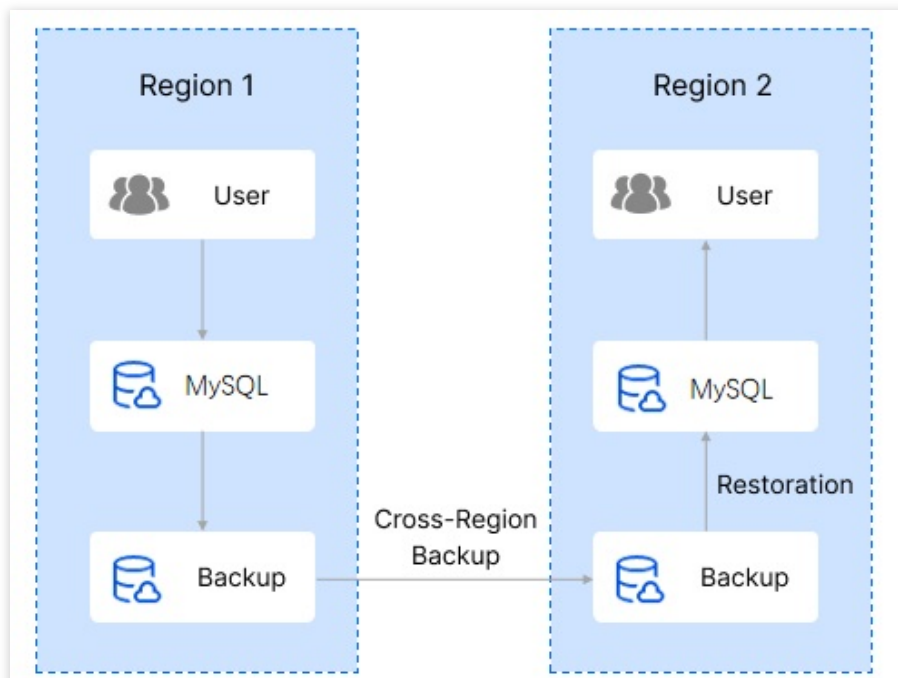 Region 1
User
MySQL
Backup
Cross-Region
Backup
Region 2
User
MySQL
Restoration
Backup